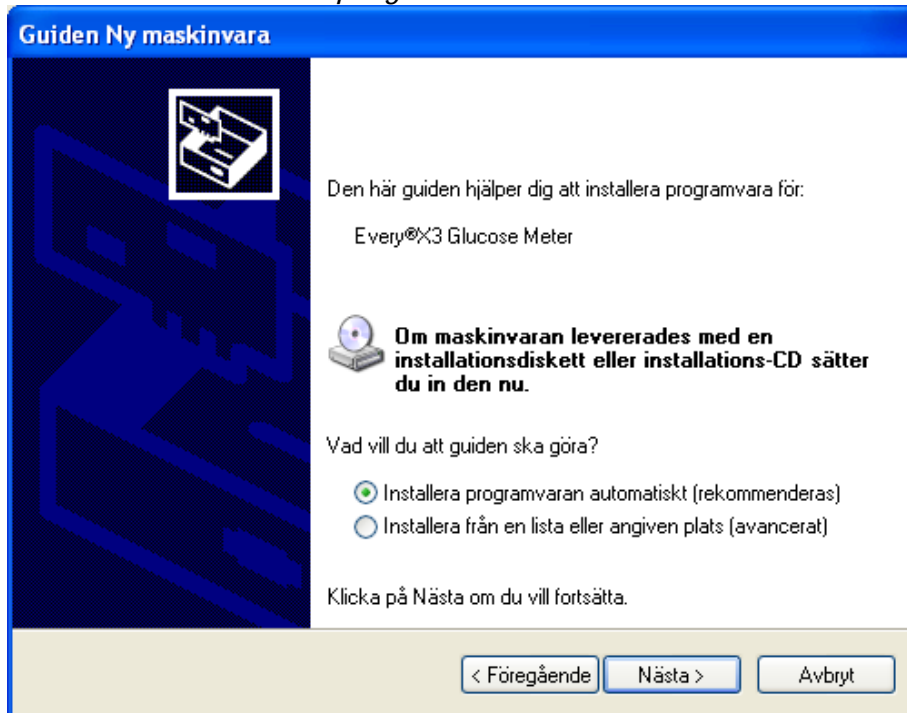 Guiden Ny maskinvara
Den här guiden hjälper dig att installera programvara för:
Every®X3 Glucose Meter
Om maskinvaran levererades med en
installationsdiskett eller installations-CD sätter
du in den nu.
Vad vill du att guiden ska göra?
Installera programvaran automatiskt (rekommenderas)
Installera från en lista eller angiven plats (avancerat)
Klicka på Nästa om du vill fortsätta.
< Föregående Nästa > Avbryt